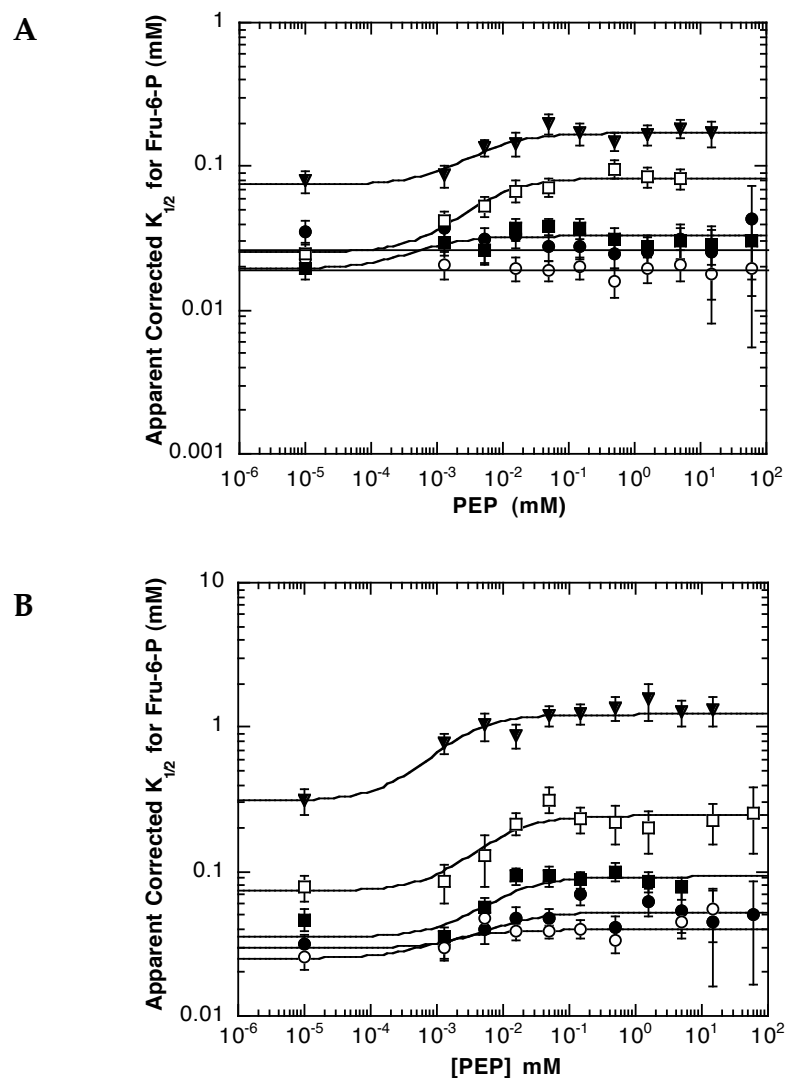 A
Apparent Corrected K1/2 for Fru-6-P (mM)
1
0.1
0.01
0.001
10-6 10-5 10-4 10-3 10-2 10-1 100 101 102
PEP (mM)
B
Apparent Corrected K1/2 for Fru-6-P (mM)
10
1
0.1
0.01
10-6 10-5 10-4 10-3 10-2 10-1 100 101 102
[PEP] mM